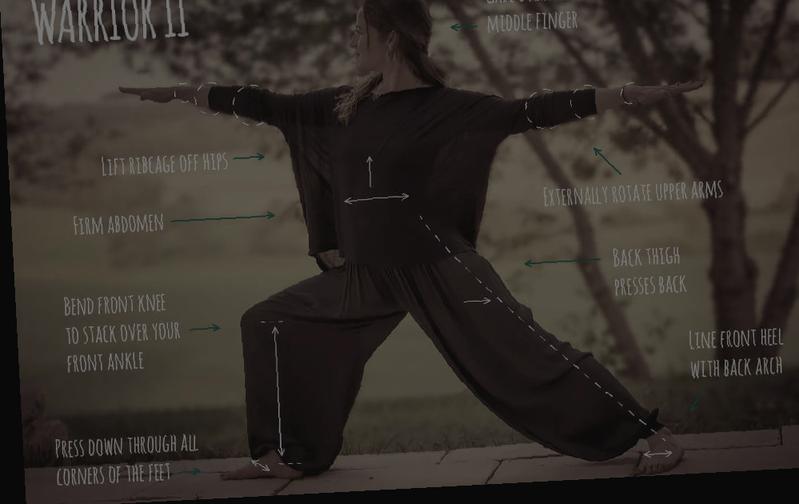 WARRIOR II
MIDDLE FINGER
LIFT RIBCAGE OFF HIPS
EXTERNALLY ROTATE UPPER ARMS
FIRM ABDOMEN
BACK THIGH
PRESSES BACK
BEND FRONT KNEE
TO STACK OVER YOUR
FRONT ANKLE
LINE FRONT HEEL
WITH BACK ARCH
PRESS DOWN THROUGH ALL
CORNERS OF THE FEET